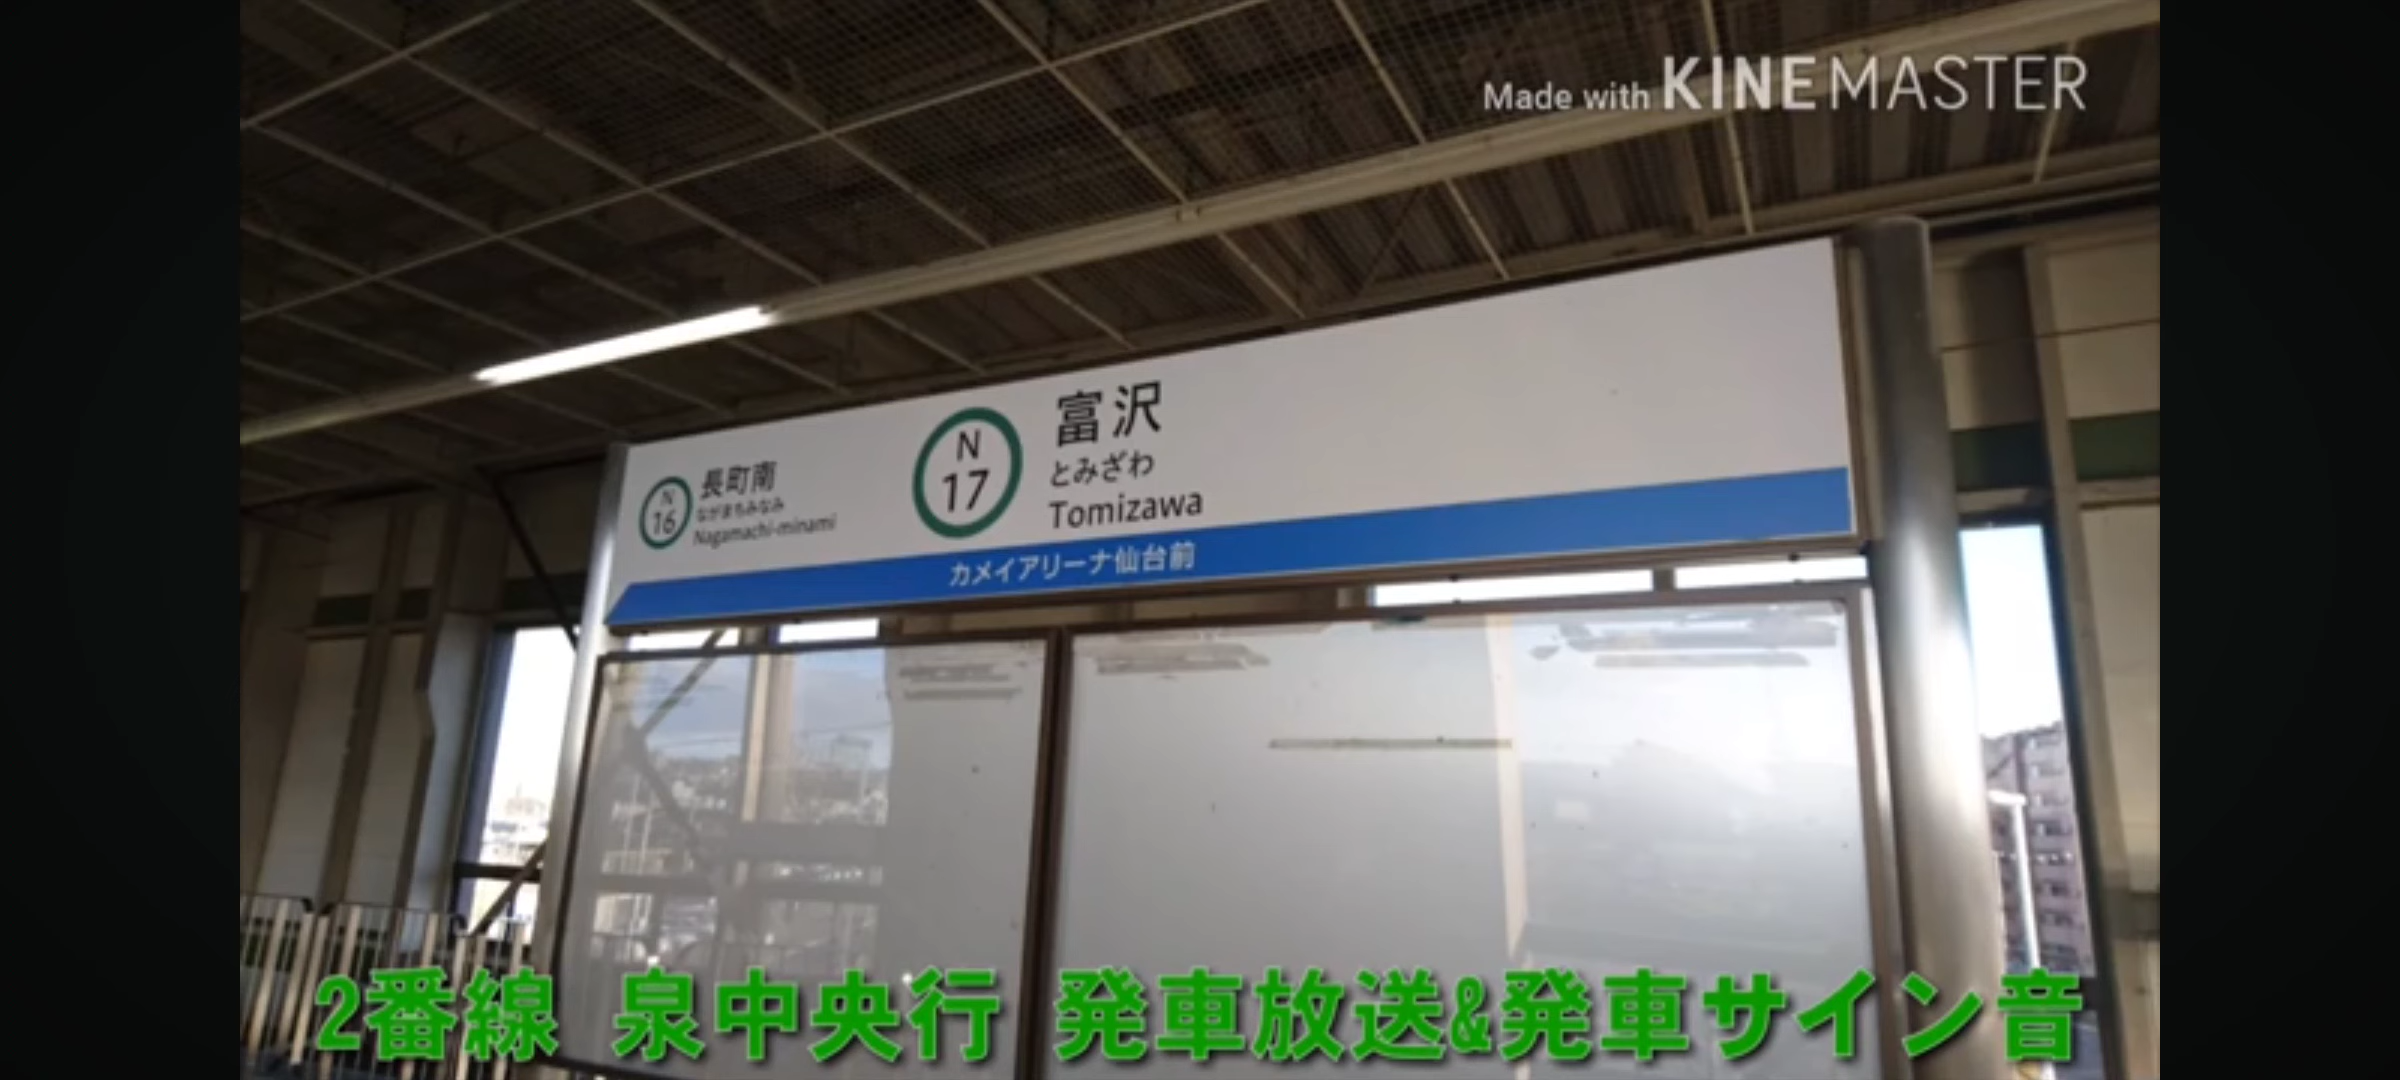 Made with KINEMASTER
富沢
とみざわ
Tomizawa
N
17
長町南
ながまちみなみ
Nagamachi-minami
N
16
カメイアリーナ仙台前
2番線 泉中央行 発車放送&発車サイン音